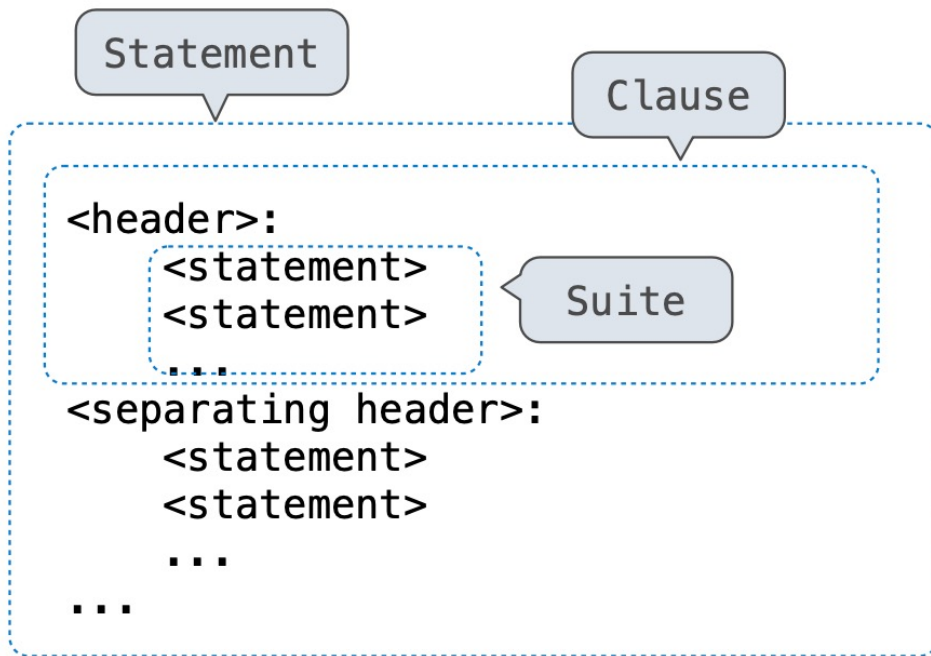 Statement
Clause
<header>:
<statement>
<statement>
Suite
...
<separating header>:
<statement>
<statement>
...
...